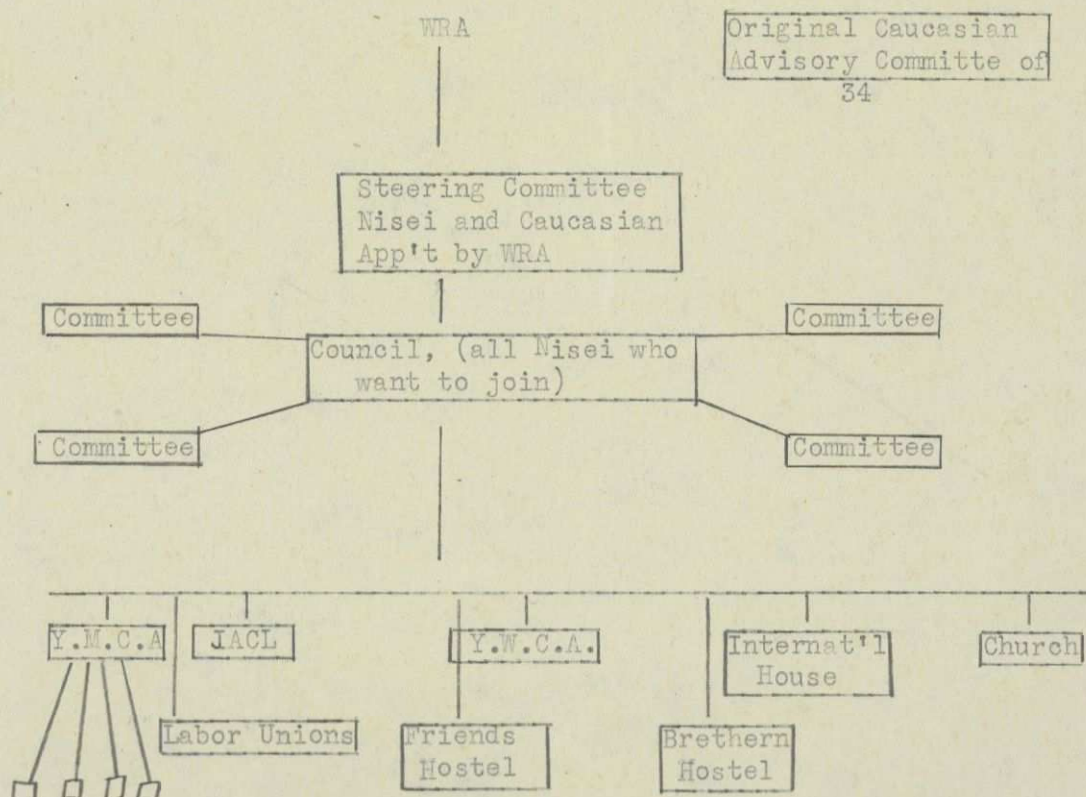 WRA
Original Caucasian
Advisory Committe of
34
Steering Committee
Nisei and Caucasian
App't by WRA
Committee
Committee
Council, (all Nisei who
want to join)
Committee
Committee
Y.M.C.A
JACL
Y.W.C.A.
Internat'l
House
Church
Labor Unions
Friends
Hostel
Brethern
Hostel